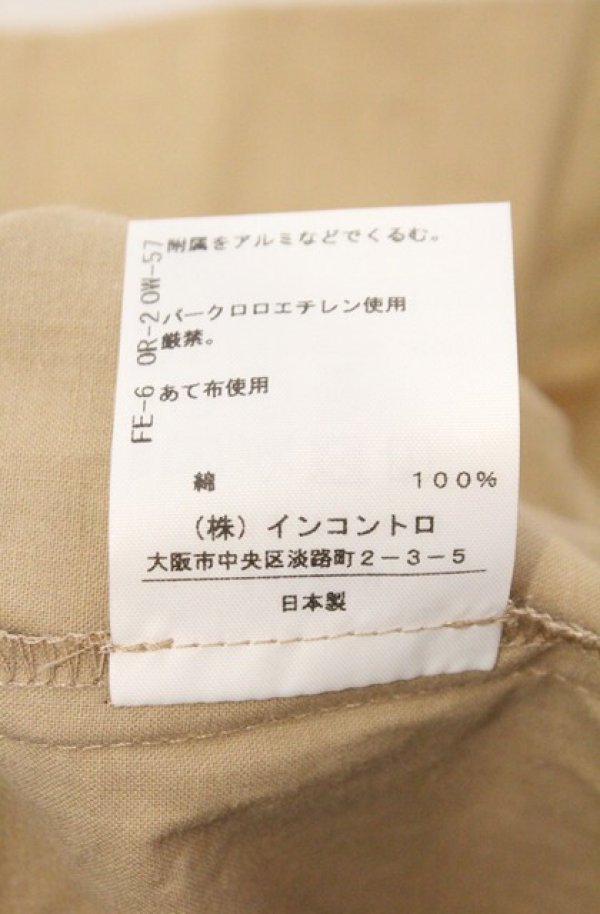 附属をアルミなどでくるむ。
パークロロエチレン使用
厳禁。
あて布使用
FE-6 OR-2 OW-57
綿 100%
（株）インコントロ
大阪市中央区淡路町2-3-5
日本製